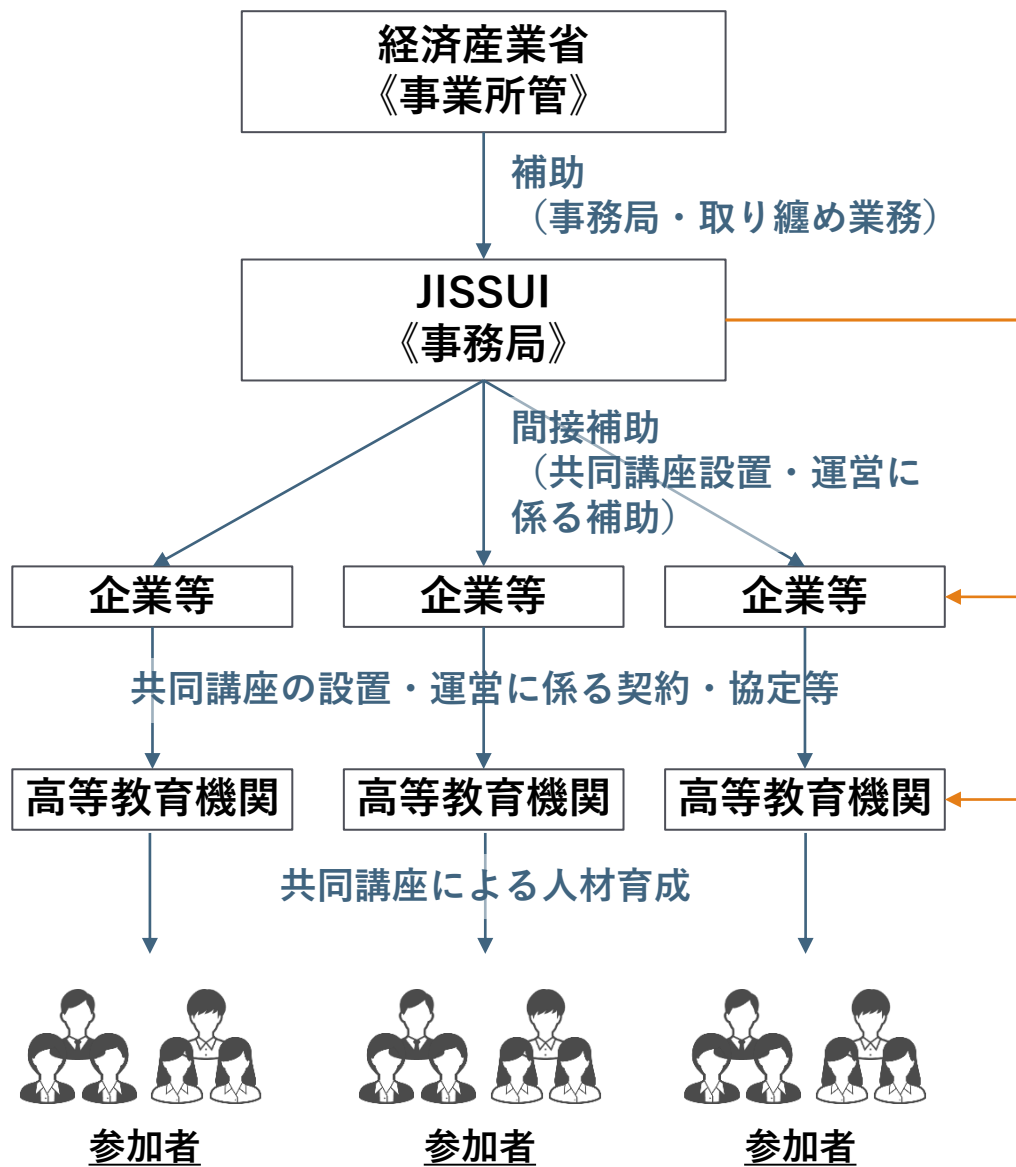 経済産業省
《事業所管》
補助
（事務局・取り纏め業務）
JISSUI
《事務局》
間接補助
（共同講座設置・運営に
係る補助）
企業等
企業等
企業等
共同講座の設置・運営に係る契約・協定等
高等教育機関
高等教育機関
高等教育機関
共同講座による人材育成
参加者
参加者
参加者